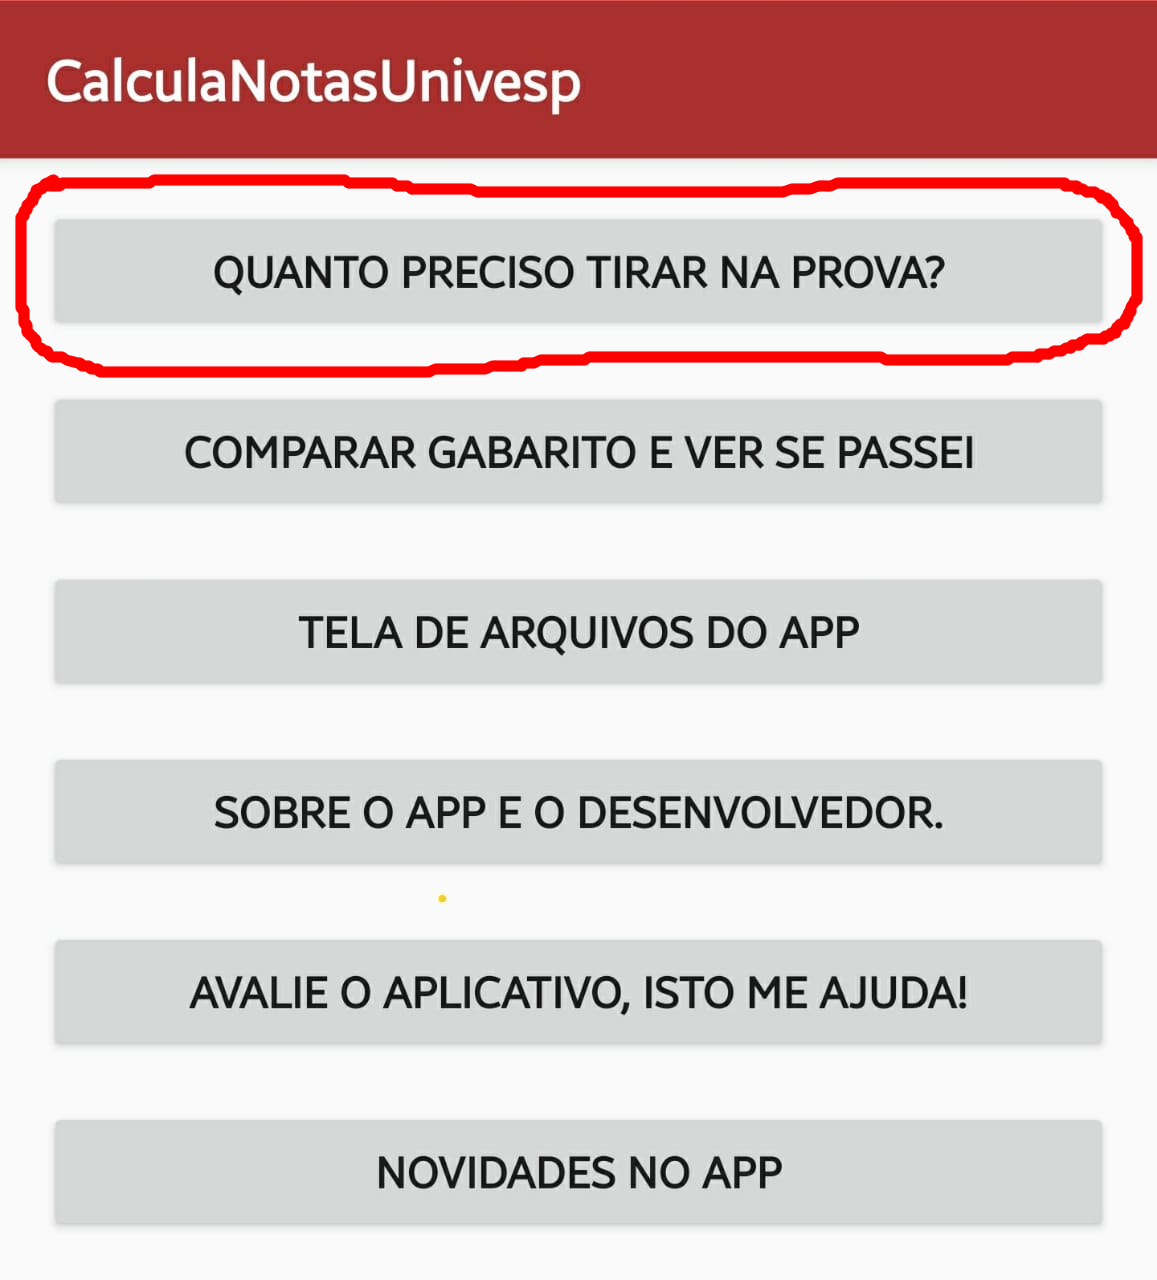 CalculaNotasUnivesp
QUANTO PRECISO TIRAR NA PROVA?
COMPARAR GABARITO E VER SE PASSEI
TELA DE ARQUIVOS DO APP
SOBRE O APP E O DESENVOLVEDOR.
AVALIE O APLICATIVO, ISTO ME AJUDA!
NOVIDADES NO APP